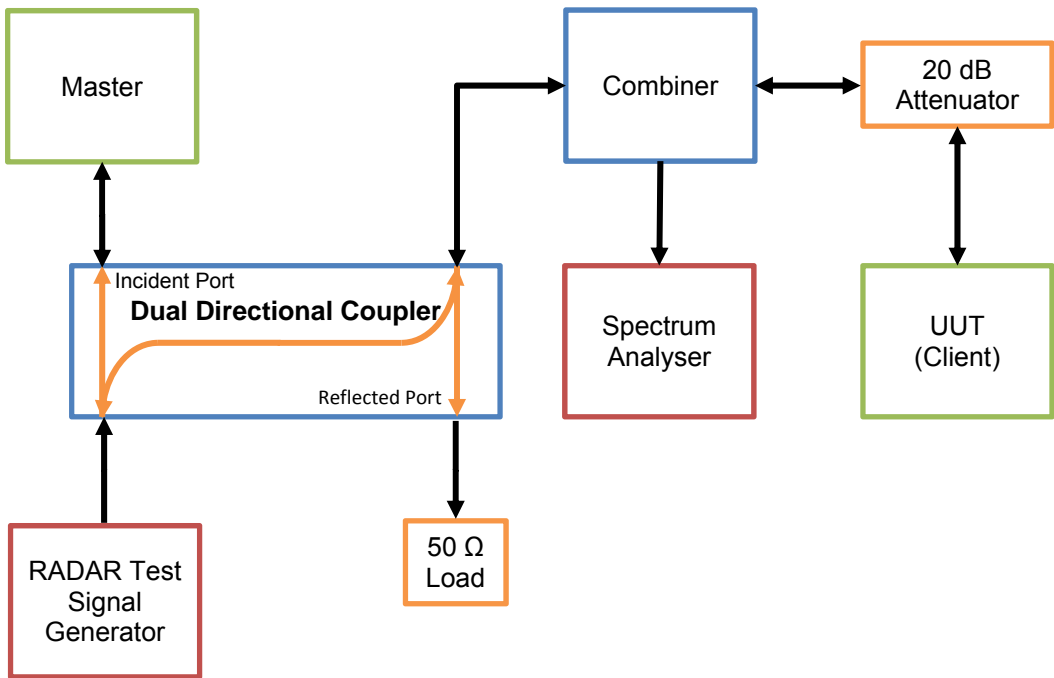 Master
Combiner
20 dB
Attenuator
Incident Port
Dual Directional Coupler
Reflected Port
Spectrum
Analyser
UUT
(Client)
RADAR Test
Signal
Generator
50 Ω
Load